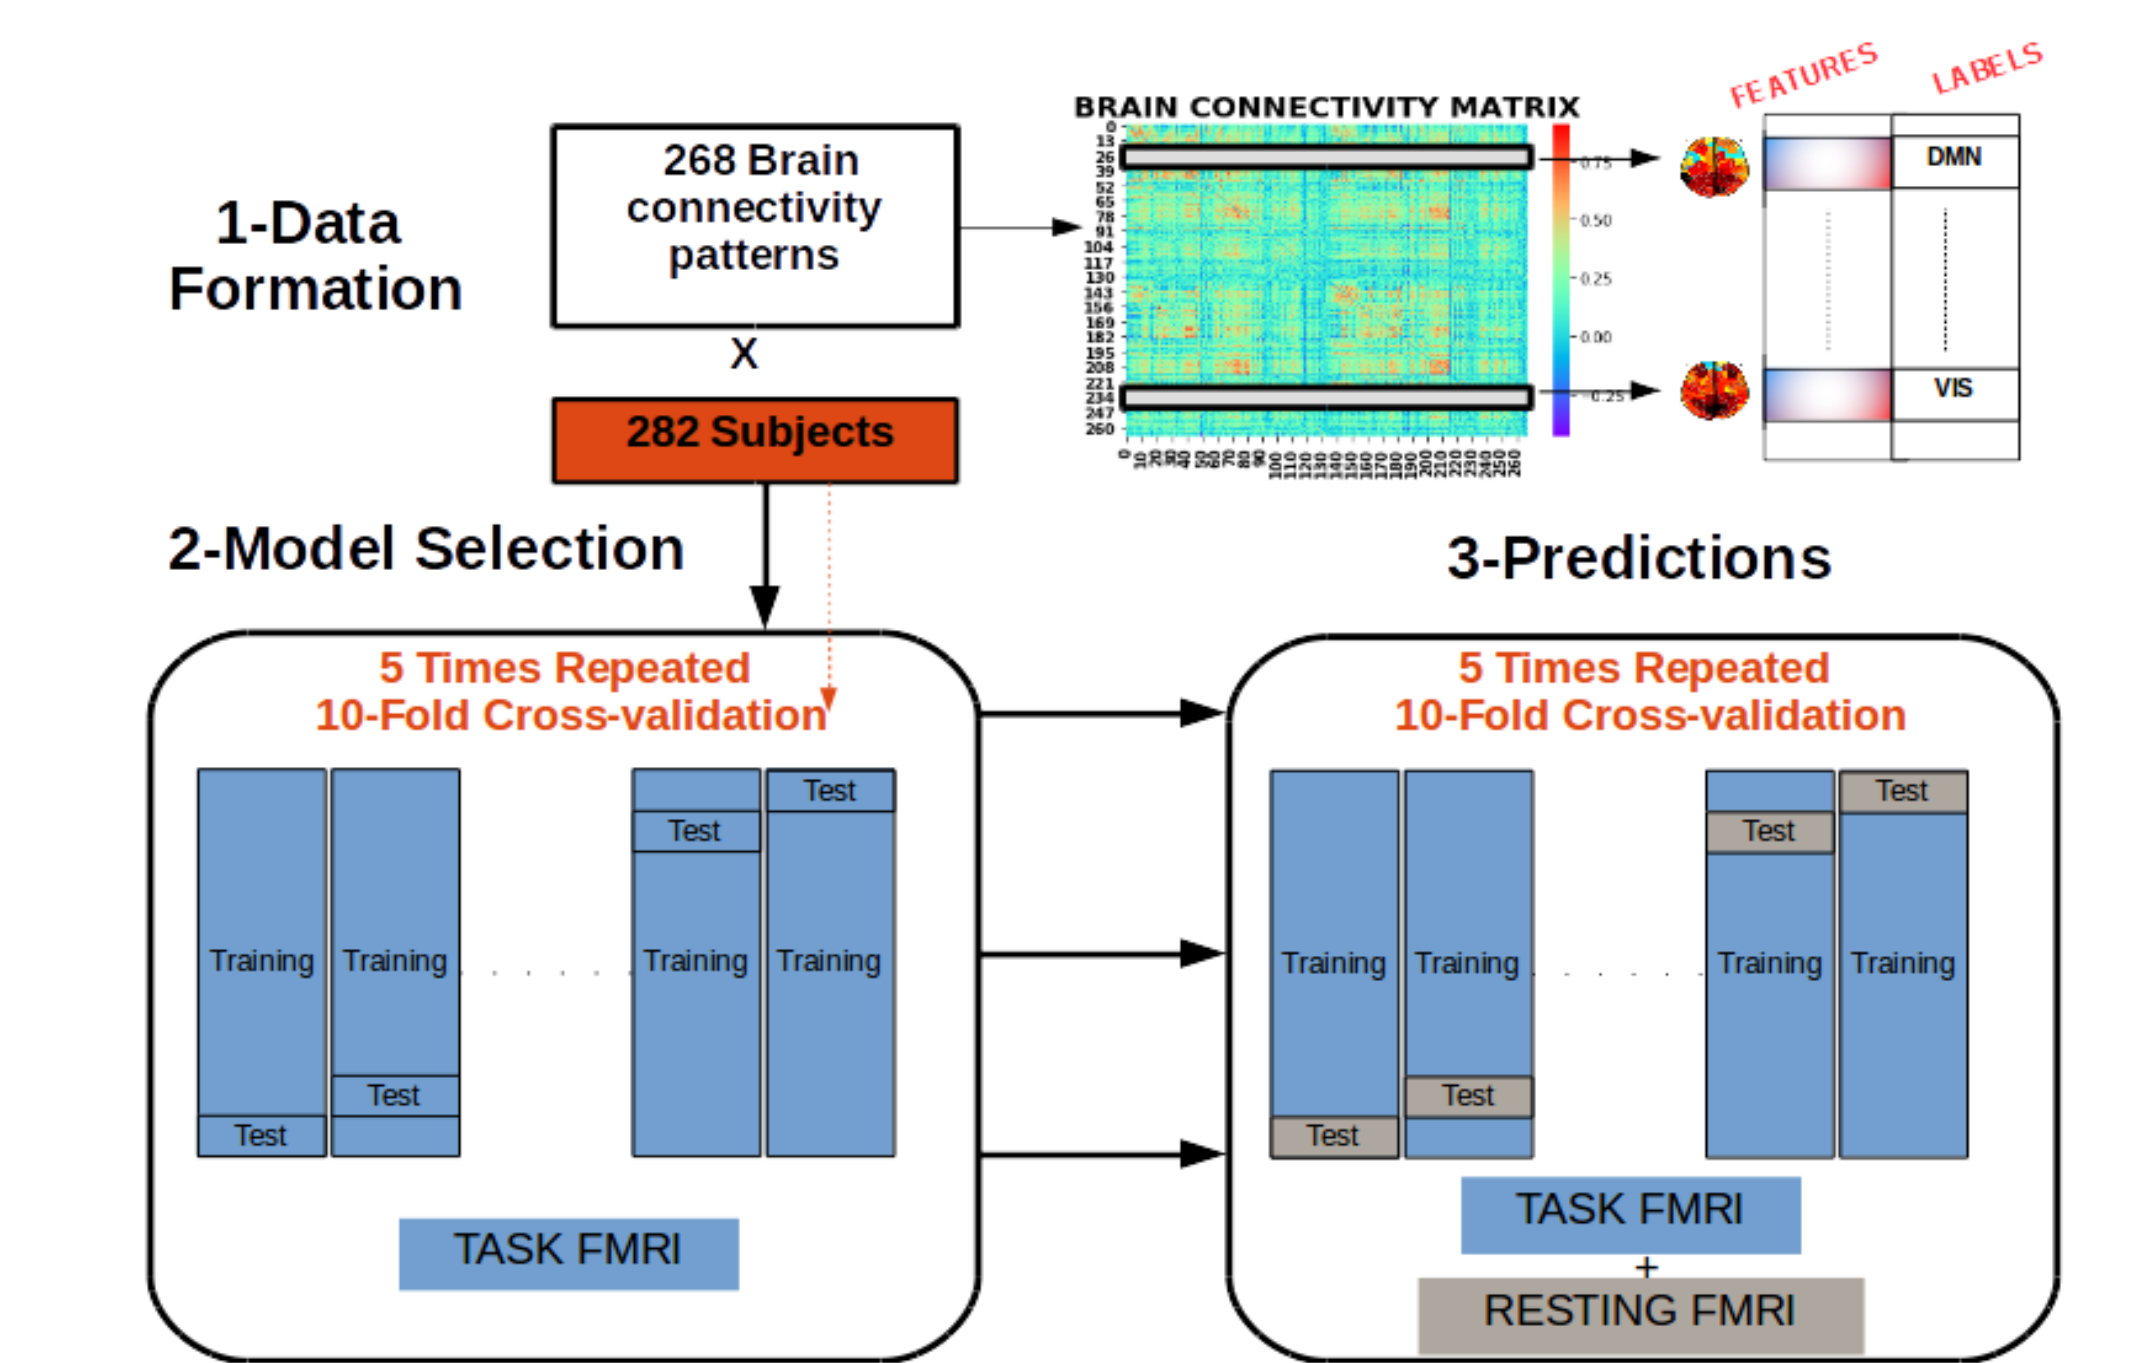 FEATURES
LABELS
BRAIN CONNECTIVITY MATRIX
1-Data
Formation
268 Brain
connectivity
patterns
X
282 Subjects
0
13
26
39
52
65
78
91
104
117
130
143
156
169
182
195
208
221
234
247
260
0
10
20
30
40
50
60
70
80
90
100
110
120
130
140
150
160
170
180
190
200
210
220
230
240
250
260
0.75
0.50
0.25
0.00
-0.25
DMN
VIS
2-Model Selection
3-Predictions
5 Times Repeated
10-Fold Cross-validation
Test
Test
Training
Training
Training
Training
Test
Test
TASK FMRI
5 Times Repeated
10-Fold Cross-validation
Test
Test
Training
Training
Training
Training
Test
Test
TASK FMRI
+
RESTING FMRI